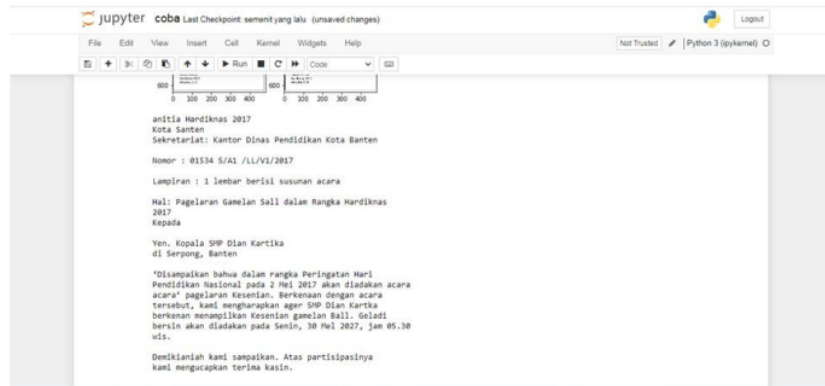 jupyter coba Last Checkpoint: semenit yang lalu (unsaved changes)
Logout
File Edit View Insert Cell Kernel Widgets Help
Not Trusted
Python 3 (ipykernel)
Run
Code
600
600
0 100 200 300 400
0 100 200 300 400
anitia Hardiknas 2017
Kota Santen
Sekretariat: Kantor Dinas Pendidikan Kota Banten
Nomor : 01534 5/A1 /LL/V1/2017
Lampiran : 1 lembar berisi susunan acara
Hal: Pagelaran Gamelan Sall dalam Rangka Hardiknas
2017
Kepada
Yen. Kopala SMP Dian Kartika
di Serpong, Banten
"Disampaikan bahwa dalam rangka Peringatan Hari
Pendidikan Nasional pada 2 Mei 2017 akan diadakan acara
acara" pagelaran Kesenian. Berkenaan dengan acara
tersebut, kami mengharapkan ager SMP Dian Kartka
berkenan menampilkan Kesenian gamelan Ball. Geladi
bersin akan diadakan pada Senin, 30 Mel 2027, jam 05.30
wis.
Demikianiah kami sampaikan. Atas partisipasinya
kami mengucapkan terima kasin.